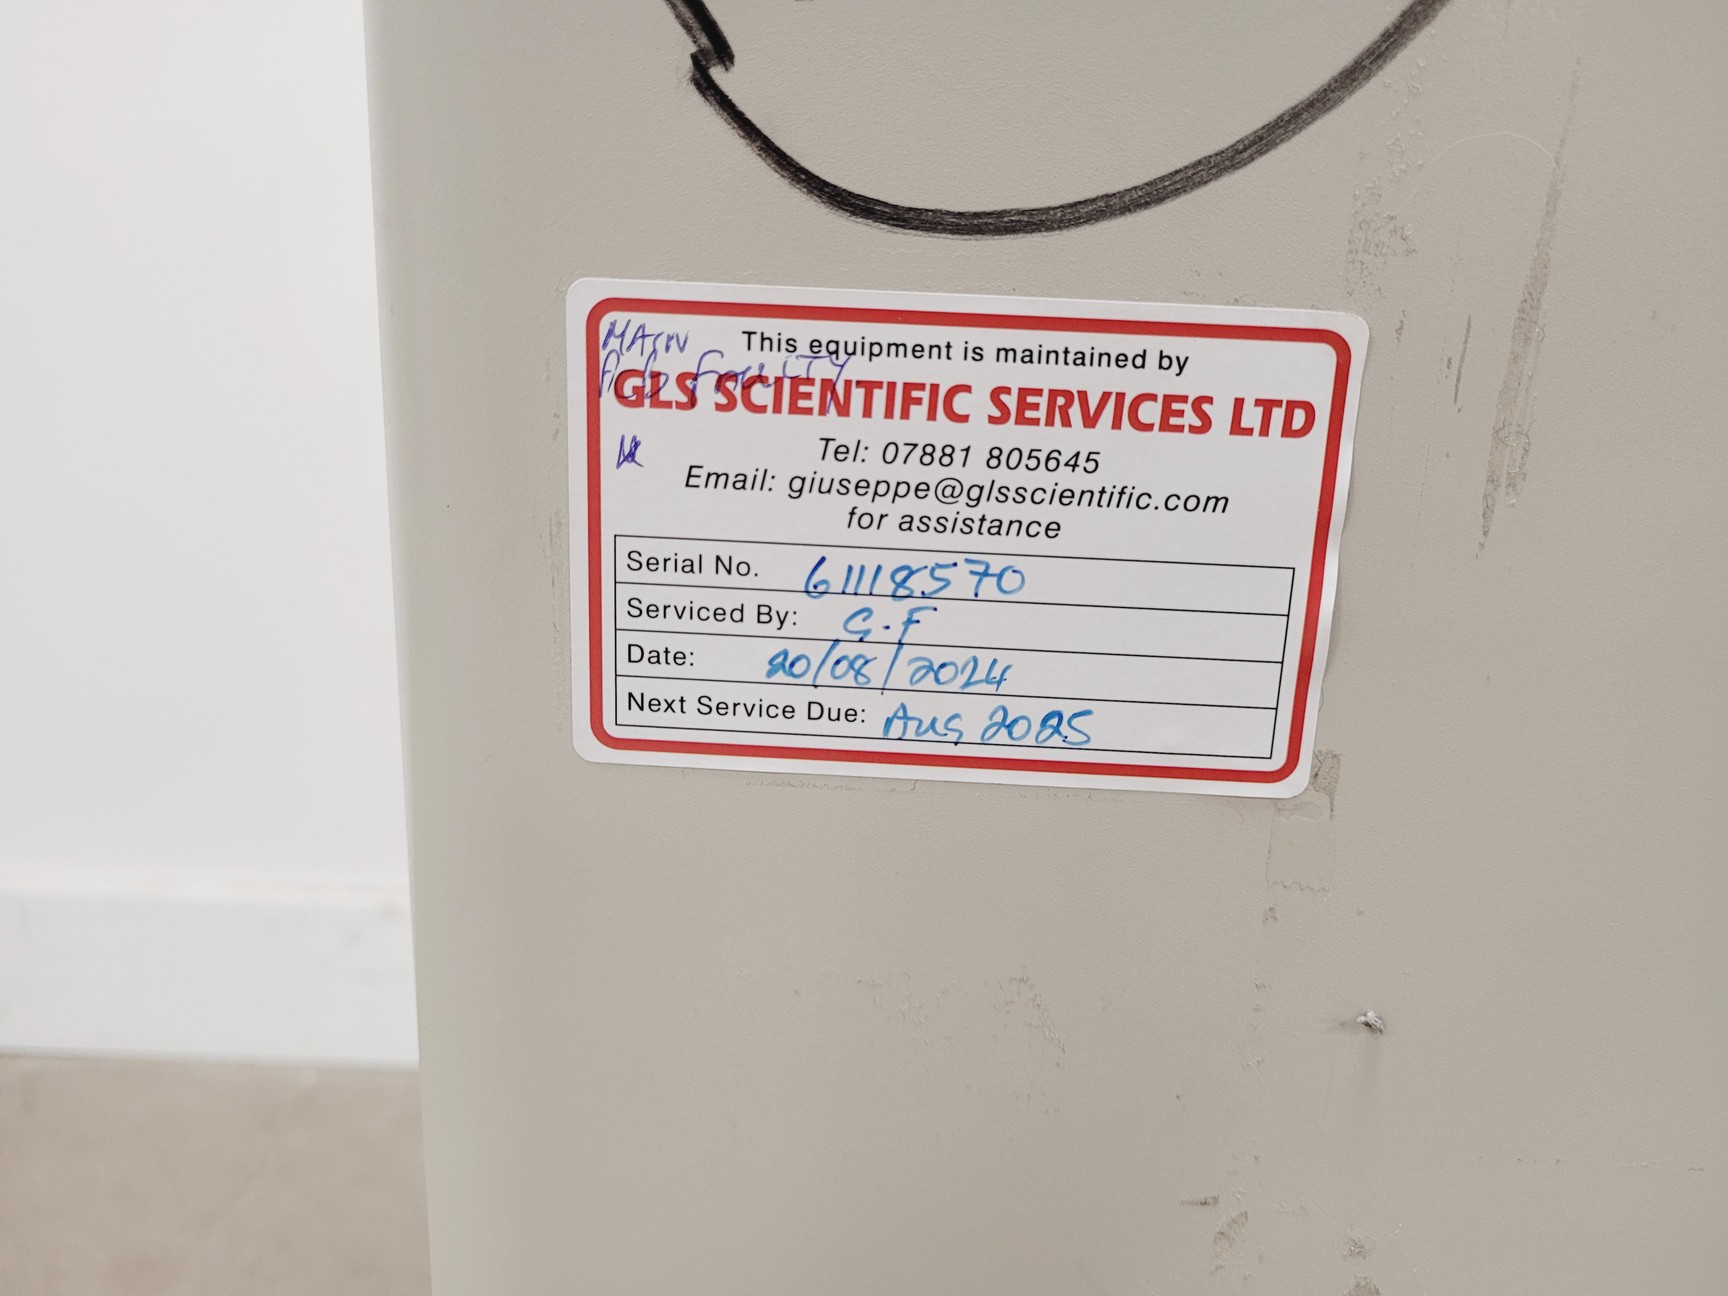 MAIN
This equipment is maintained by
GLS SCIENTIFIC SERVICES LTD
Tel: 07881 805645
Email: giuseppe@glsscientific.com
for assistance
Serial No. 61118570
Serviced By: G.F
Date: 20/08/2024
Next Service Due: Aug 2025